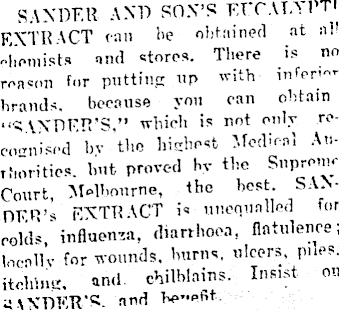 SANDER AND SON'S EUCALYPTI
EXTRACT can be obtained at all
chemists and stores. There is no
reason for putting up with inferior
brands, because you can obtain
"SANDER'S," which is not only re-
cognised by the highest Medical Au-
thorities, but proved by the Supreme
Court, Melbourne, the best. SAN-
DER's EXTRACT is unequalled for
colds, influenza, diarrhoea, flatulence;
locally for wounds, burns, ulcers, piles,
itching, and chilblains. Insist on
SANDER'S, and benefit.